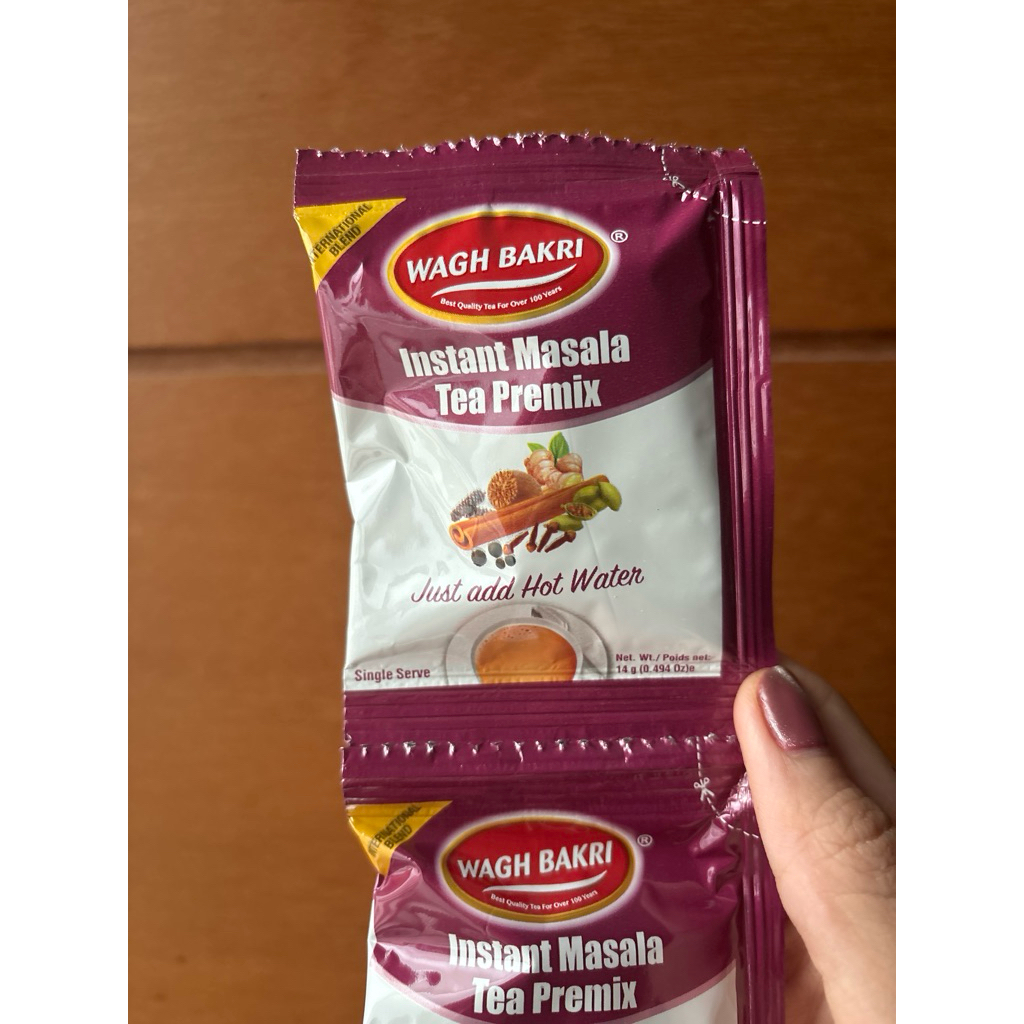 INTERNATIONAL
BLEND
WAGH BAKRI ®
Best Quality Tea For Over 100 Years
Instant Masala
Tea Premix
Just add Hot Water
Single Serve
Net. Wt./ Poids net:
14 g (0.494 Oz)e
INTERNATIONAL
BLEND
WAGH BAKRI ®
Best Quality Tea For Over 100 Years
Instant Masala
Tea Premix